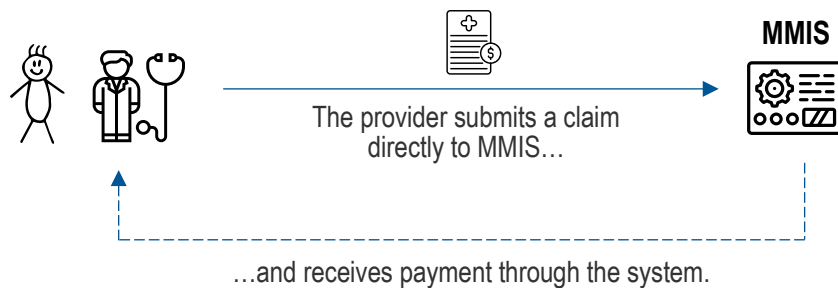 MMIS
$
The provider submits a claim
directly to MMIS…
…and receives payment through the system.